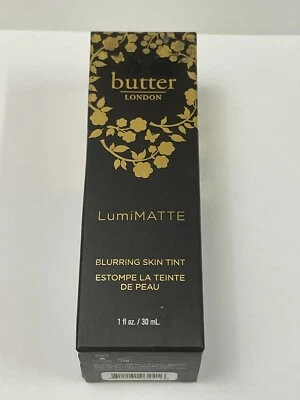 butter
LONDON
LumiMATTE
BLURRING SKIN TINT
ESTOMPE LA TEINTE
DE PEAU
1 fl oz. / 30 mL.